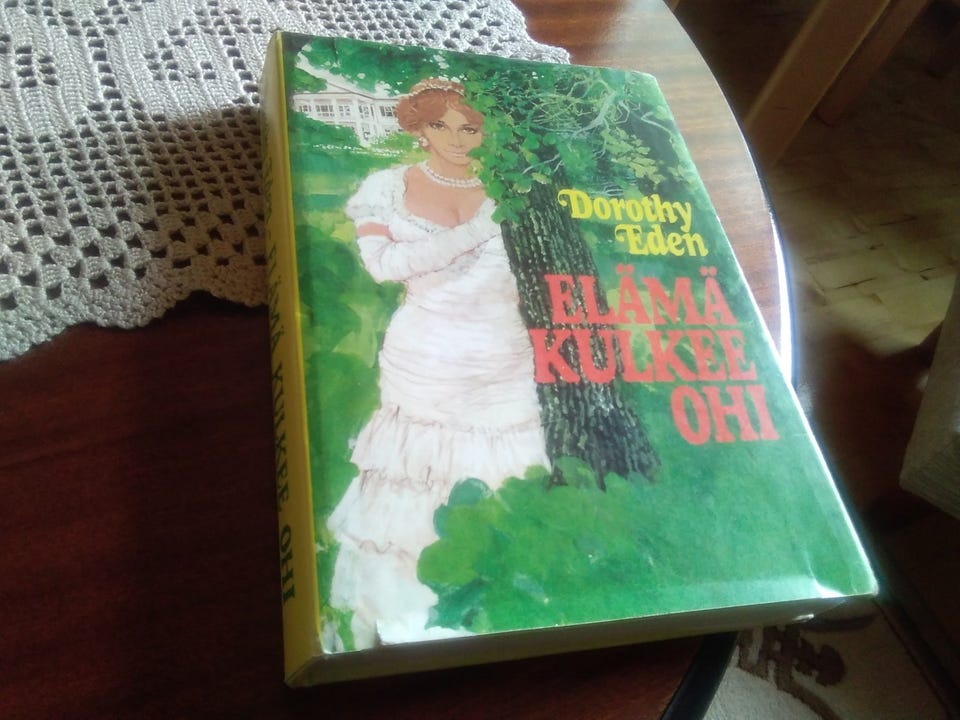 Dorothy
Eden
ELÄMÄ
KULKEE
OHI
ELÄMÄ KULKEE OHI